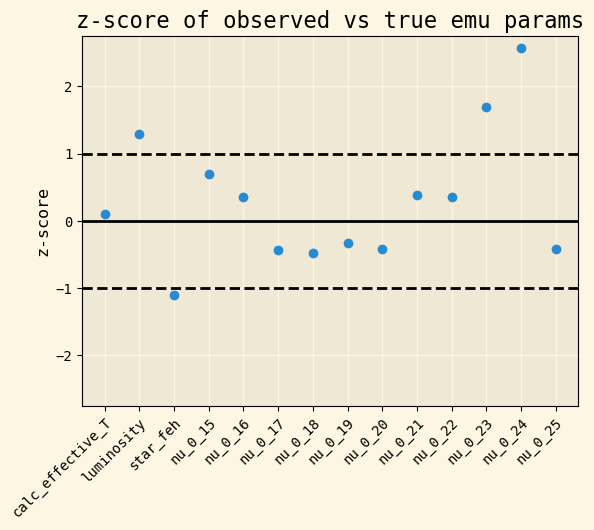 z-score of observed vs true emu params
z-score
2
1
0
−1
−2
calc_effective_T
luminosity
star_feh
nu_0_15
nu_0_16
nu_0_17
nu_0_18
nu_0_19
nu_0_20
nu_0_21
nu_0_22
nu_0_23
nu_0_24
nu_0_25